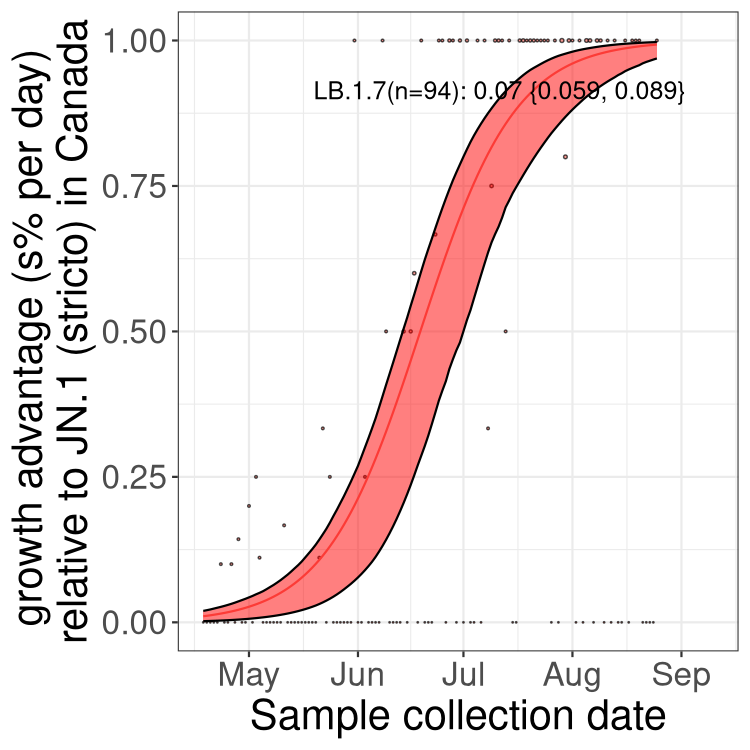 growth advantage (s% per day)
relative to JN.1 (stricto) in Canada
1.00
0.75
0.50
0.25
0.00
LB.1.7(n=94): 0.07 {0.059, 0.089}
May Jun Jul Aug Sep
Sample collection date